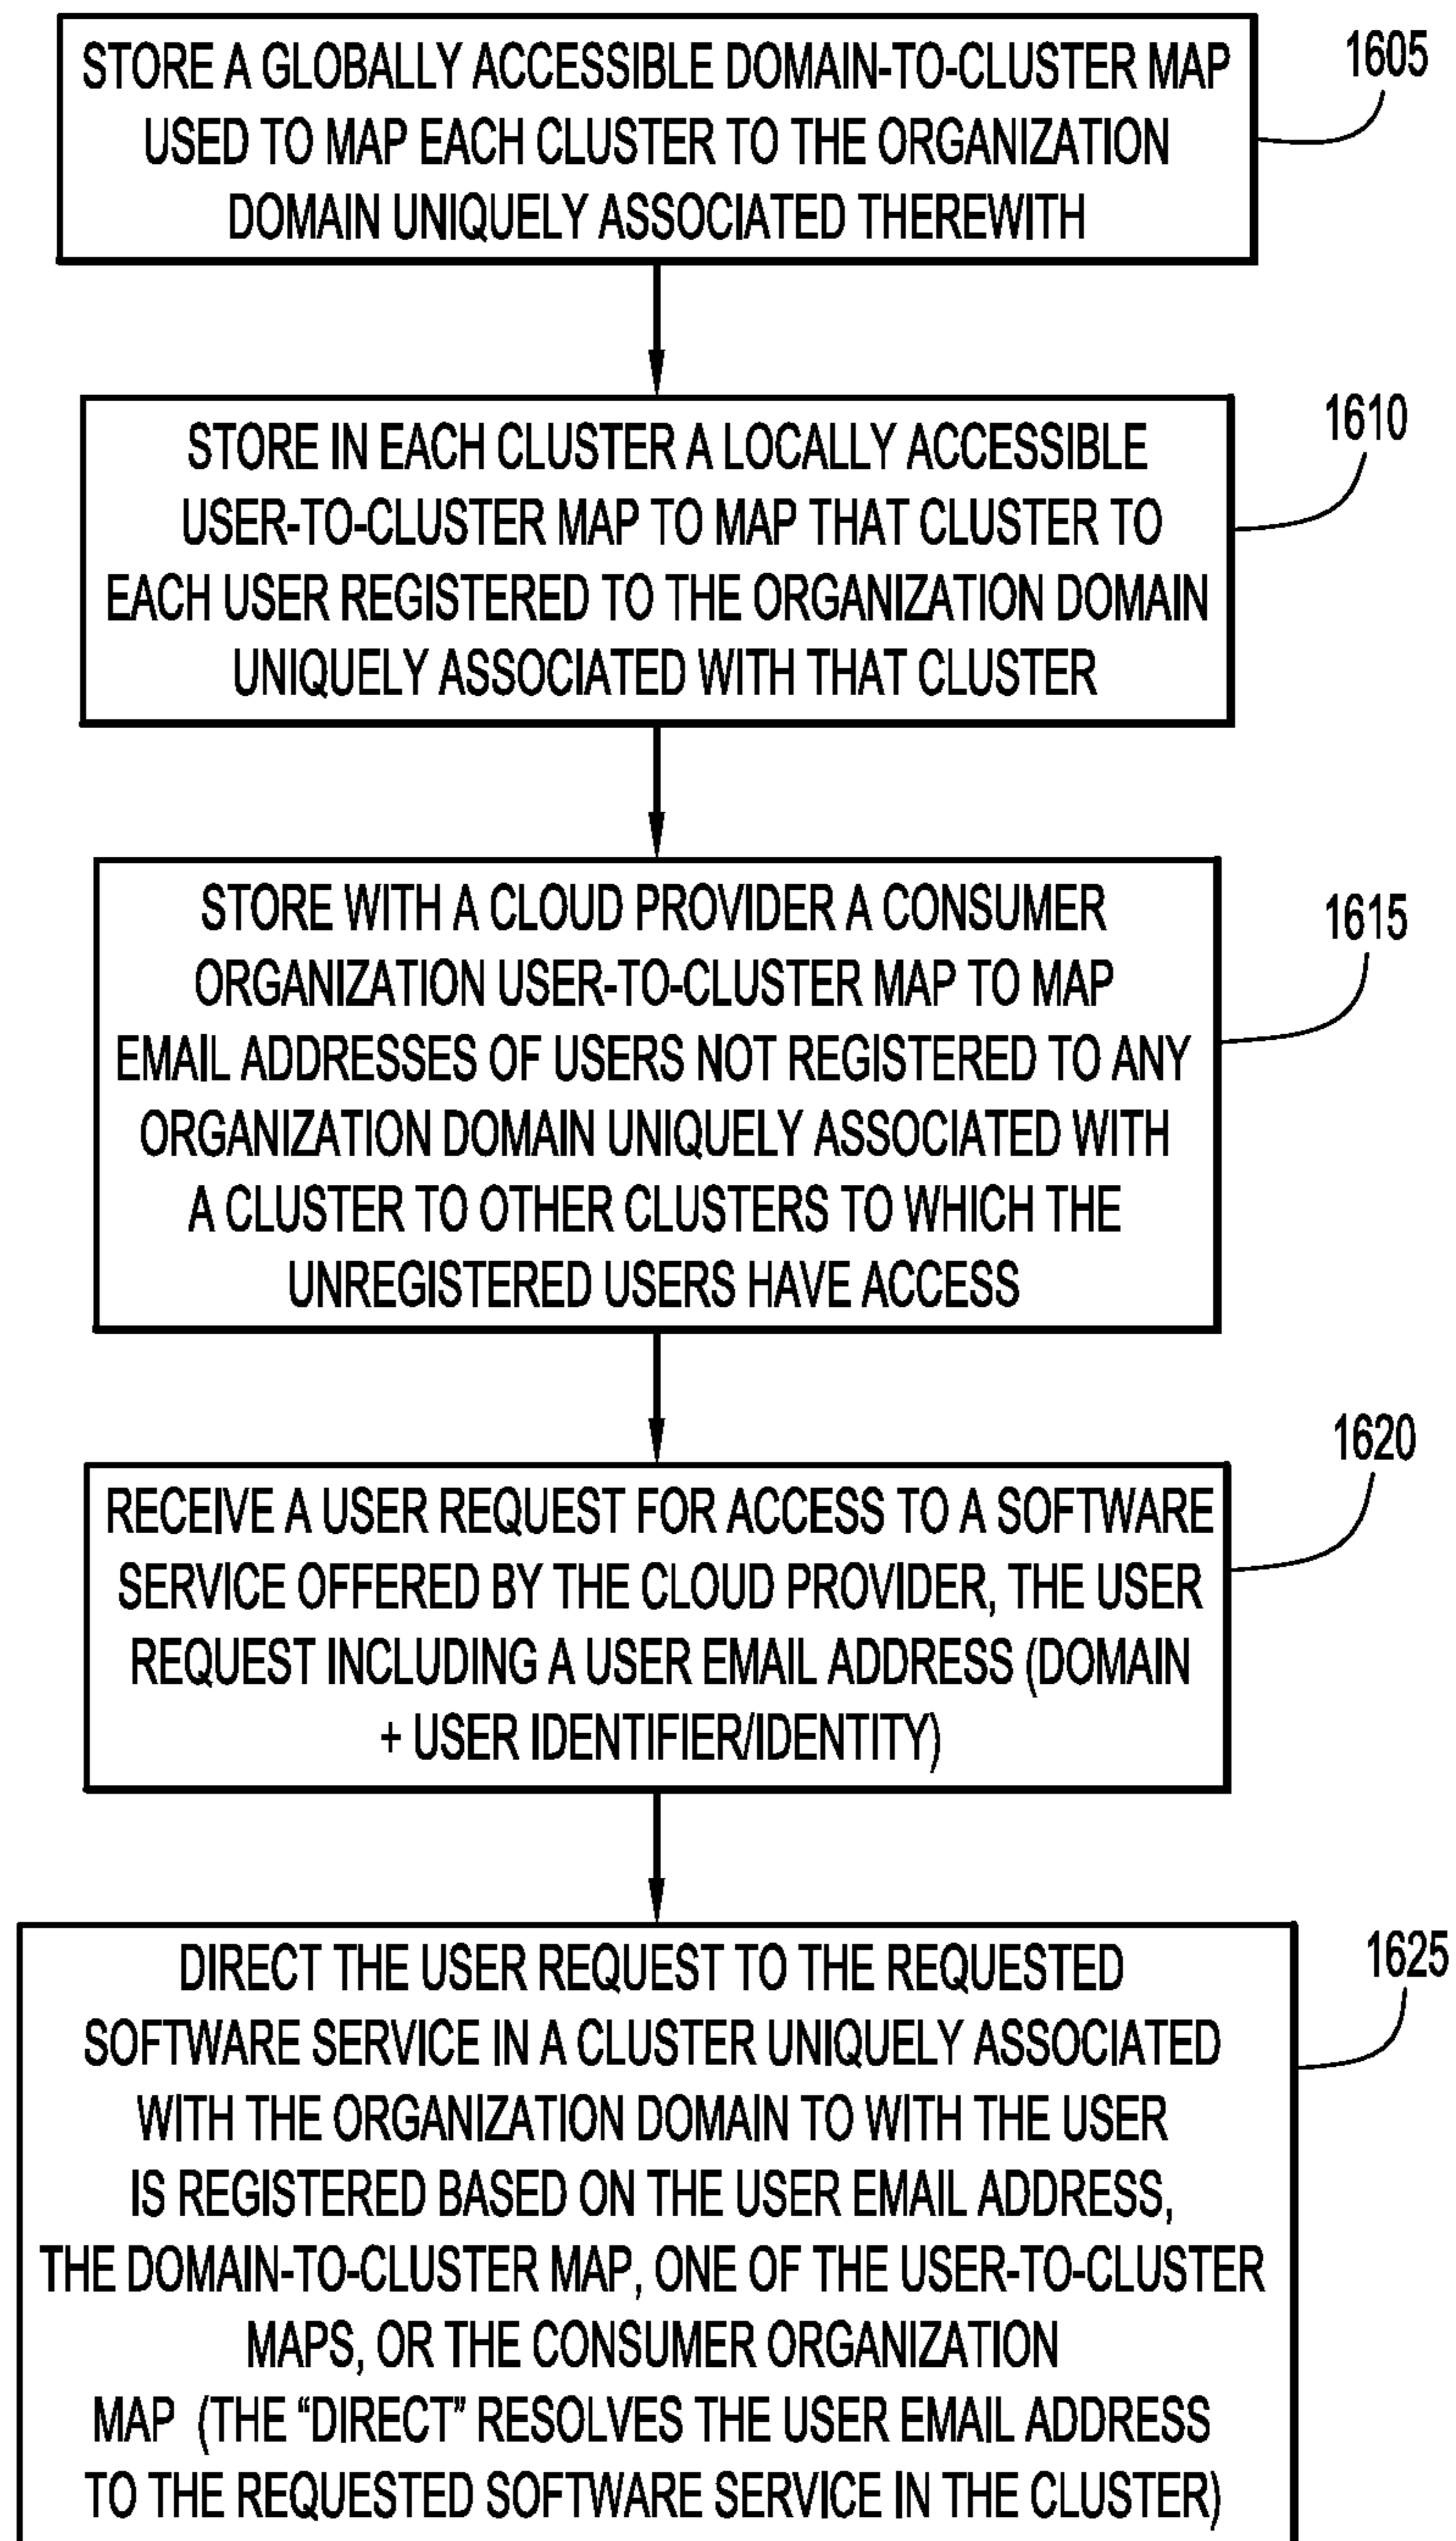 STORE A GLOBALLY ACCESSIBLE DOMAIN-TO-CLUSTER MAP
USED TO MAP EACH CLUSTER TO THE ORGANIZATION
DOMAIN UNIQUELY ASSOCIATED THEREWITH
1605
STORE IN EACH CLUSTER A LOCALLY ACCESSIBLE
USER-TO-CLUSTER MAP TO MAP THAT CLUSTER TO
EACH USER REGISTERED TO THE ORGANIZATION DOMAIN
UNIQUELY ASSOCIATED WITH THAT CLUSTER
1610
STORE WITH A CLOUD PROVIDER A CONSUMER
ORGANIZATION USER-TO-CLUSTER MAP TO MAP
EMAIL ADDRESSES OF USERS NOT REGISTERED TO ANY
ORGANIZATION DOMAIN UNIQUELY ASSOCIATED WITH
A CLUSTER TO OTHER CLUSTERS TO WHICH THE
UNREGISTERED USERS HAVE ACCESS
1615
RECEIVE A USER REQUEST FOR ACCESS TO A SOFTWARE
SERVICE OFFERED BY THE CLOUD PROVIDER, THE USER
REQUEST INCLUDING A USER EMAIL ADDRESS (DOMAIN
+ USER IDENTIFIER/IDENTITY)
1620
DIRECT THE USER REQUEST TO THE REQUESTED
SOFTWARE SERVICE IN A CLUSTER UNIQUELY ASSOCIATED
WITH THE ORGANIZATION DOMAIN TO WITH THE USER
IS REGISTERED BASED ON THE USER EMAIL ADDRESS,
THE DOMAIN-TO-CLUSTER MAP, ONE OF THE USER-TO-CLUSTER
MAPS, OR THE CONSUMER ORGANIZATION
MAP (THE “DIRECT” RESOLVES THE USER EMAIL ADDRESS
TO THE REQUESTED SOFTWARE SERVICE IN THE CLUSTER)
1625